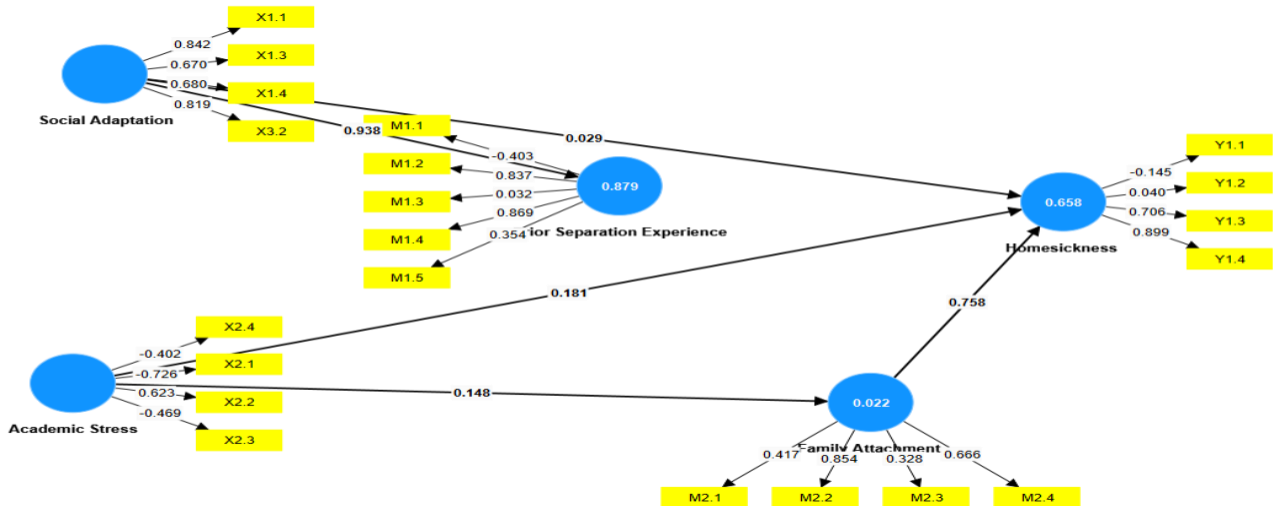 X1.1
0.842
X1.3
0.670
X1.4
0.680
X3.2
0.819
Social Adaptation
0.938
0.029
M1.1
-0.403
M1.2
0.837
M1.3
0.032
M1.4
0.869
M1.5
0.354
0.879
ior Separation Experience
Y1.1
-0.145
Y1.2
0.040
Y1.3
0.706
Y1.4
0.899
0.658
Homesickness
0.181
0.758
X2.4
-0.402
X2.1
-0.726
X2.2
0.623
X2.3
-0.469
Academic Stress
0.148
0.022
Family Attachment
0.417
0.854
0.328
0.666
M2.1
M2.2
M2.3
M2.4